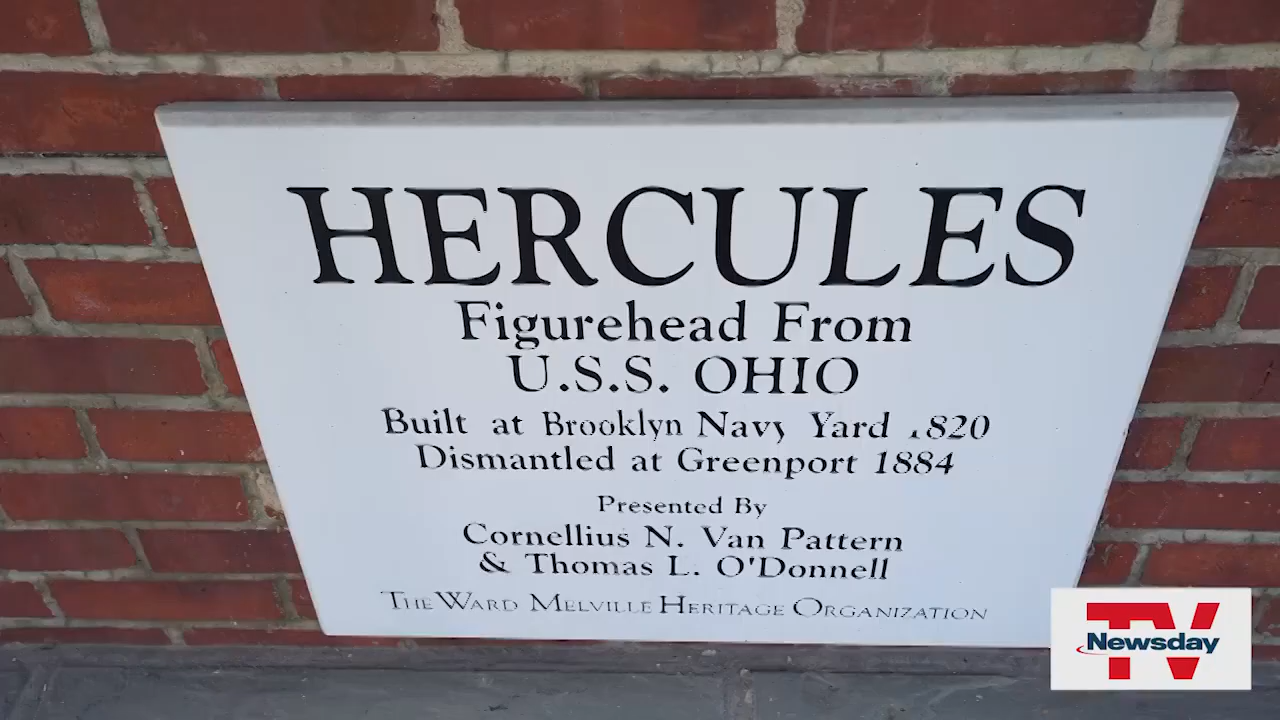 HERCULES
Figurehead From
U.S.S. OHIO
Built at Brooklyn Navy Yard 1820
Dismantled at Greenport 1884
Presented By
Cornellius N. Van Pattern
& Thomas L. O'Donnell
THE WARD MELVILLE HERITAGE ORGANIZATION
TV
Newsday